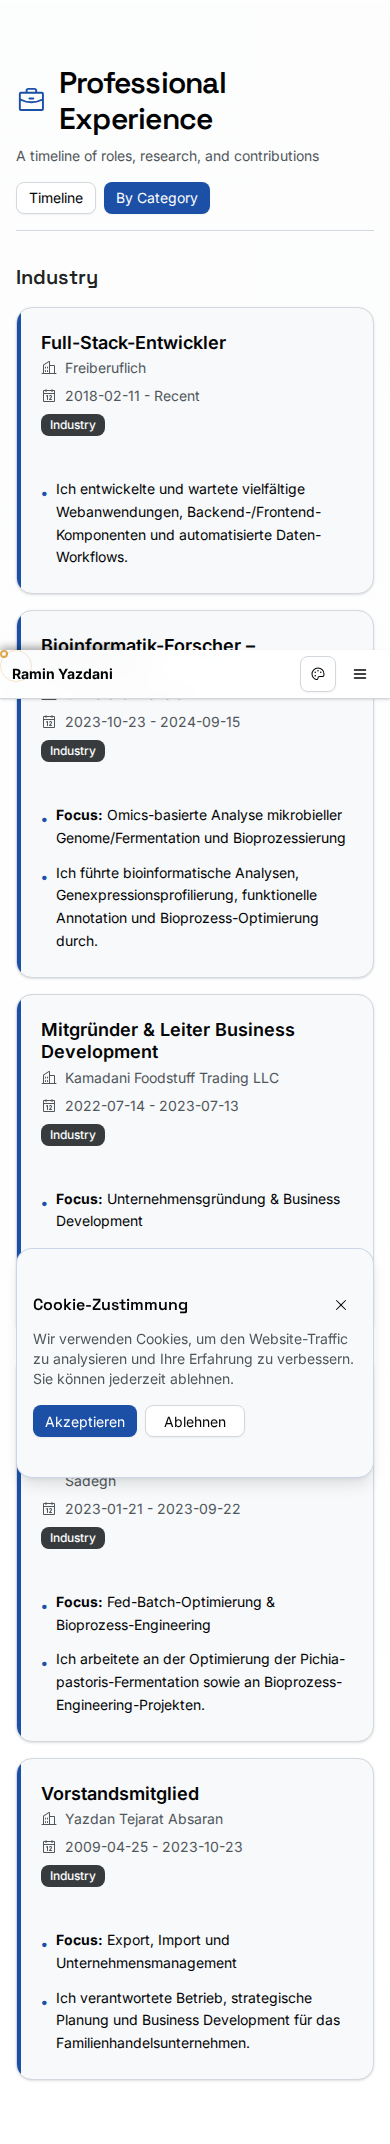 Professional
Experience
A timeline of roles, research, and contributions
Timeline
By Category
Industry
Full-Stack-Entwickler
Freiberuflich
2018-02-11 - Recent
Industry
Ich entwickelte und wartete vielfältige
Webanwendungen, Backend-/Frontend-
Komponenten und automatisierte Daten-
Workflows.
Bioinformatik-Forscher –
Ramin Yazdani
2023-10-23 - 2024-09-15
Industry
Focus: Omics-basierte Analyse mikrobieller
Genome/Fermentation und Bioprozessierung
Ich führte bioinformatische Analysen,
Genexpressionsprofilierung, funktionelle
Annotation und Bioprozess-Optimierung
durch.
Mitgründer & Leiter Business
Development
Kamadani Foodstuff Trading LLC
2022-07-14 - 2023-07-13
Industry
Focus: Unternehmensgründung & Business
Development
Cookie-Zustimmung
Wir verwenden Cookies, um den Website-Traffic
zu analysieren und Ihre Erfahrung zu verbessern.
Sie können jederzeit ablehnen.
Akzeptieren
Ablehnen
Sadegh
2023-01-21 - 2023-09-22
Industry
Focus: Fed-Batch-Optimierung &
Bioprozess-Engineering
Ich arbeitete an der Optimierung der Pichia-
pastoris-Fermentation sowie an Bioprozess-
Engineering-Projekten.
Vorstandsmitglied
Yazdan Tejarat Absaran
2009-04-25 - 2023-10-23
Industry
Focus: Export, Import und
Unternehmensmanagement
Ich verantwortete Betrieb, strategische
Planung und Business Development für das
Familienhandelsunternehmen.